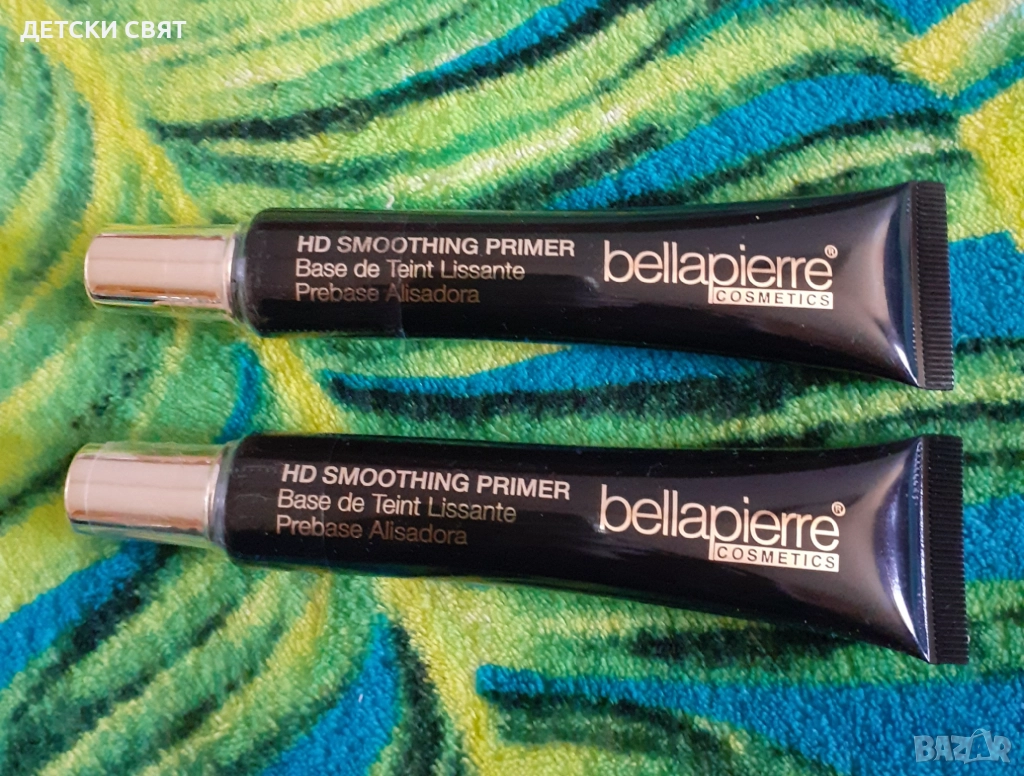 ДЕТСКИ СВЯТ
HD SMOOTHING PRIMER
Base de Teint Lissante
Prebase Alisadora
bellapierre®
COSMETICS
HD SMOOTHING PRIMER
Base de Teint Lissante
Prebase Alisadora
bellapierre®
COSMETICS
BAZAR